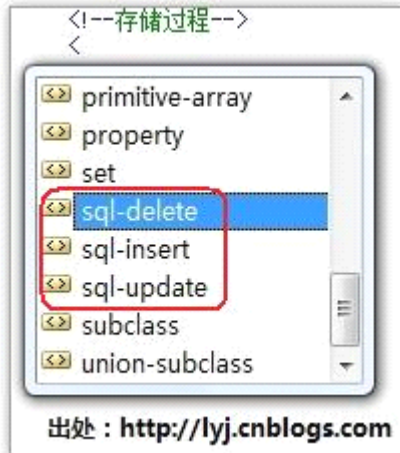 <!--存储过程-->
<
primitive-array
property
set
sql-delete
sql-insert
sql-update
subclass
union-subclass
出处：http://lyj.cnblogs.com